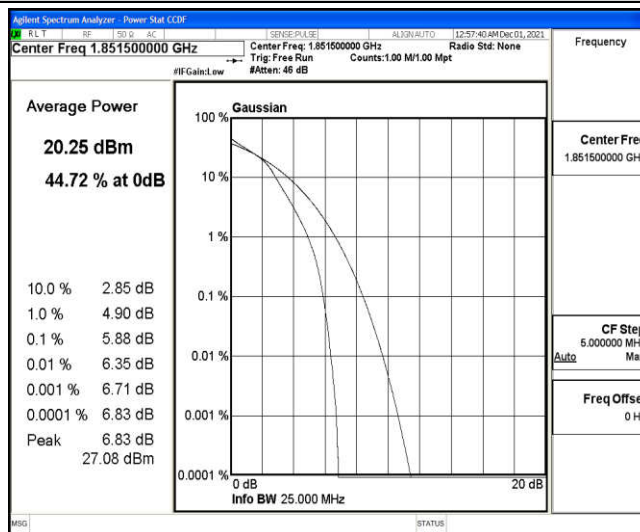 Agilent Spectrum Analyzer - Power Stat CCDF
RLT RF 50 Ω AC SENSE:PULSE ALIGNAUTO 12:57:40 AM Dec 01, 2021
Center Freq 1.851500000 GHz
Center Freq: 1.851500000 GHz Radio Std: None
Trig: Free Run Counts:1.00 M/1.00 Mpt
#IFGain:Low #Atten: 46 dB
Frequency
Average Power
20.25 dBm
44.72 % at 0dB
10.0 % 2.85 dB
1.0 % 4.90 dB
0.1 % 5.88 dB
0.01 % 6.35 dB
0.001 % 6.71 dB
0.0001 % 6.83 dB
Peak 6.83 dB
27.08 dBm
Gaussian
100 %
10 %
1 %
0.1 %
0.01 %
0.001 %
0.0001 %
0 dB 20 dB
Info BW 25.000 MHz
Center Fre
1.851500000 GH
CF Step
5.000000 MH
Auto Ma
Freq Offse
0 H
MSG STATUS